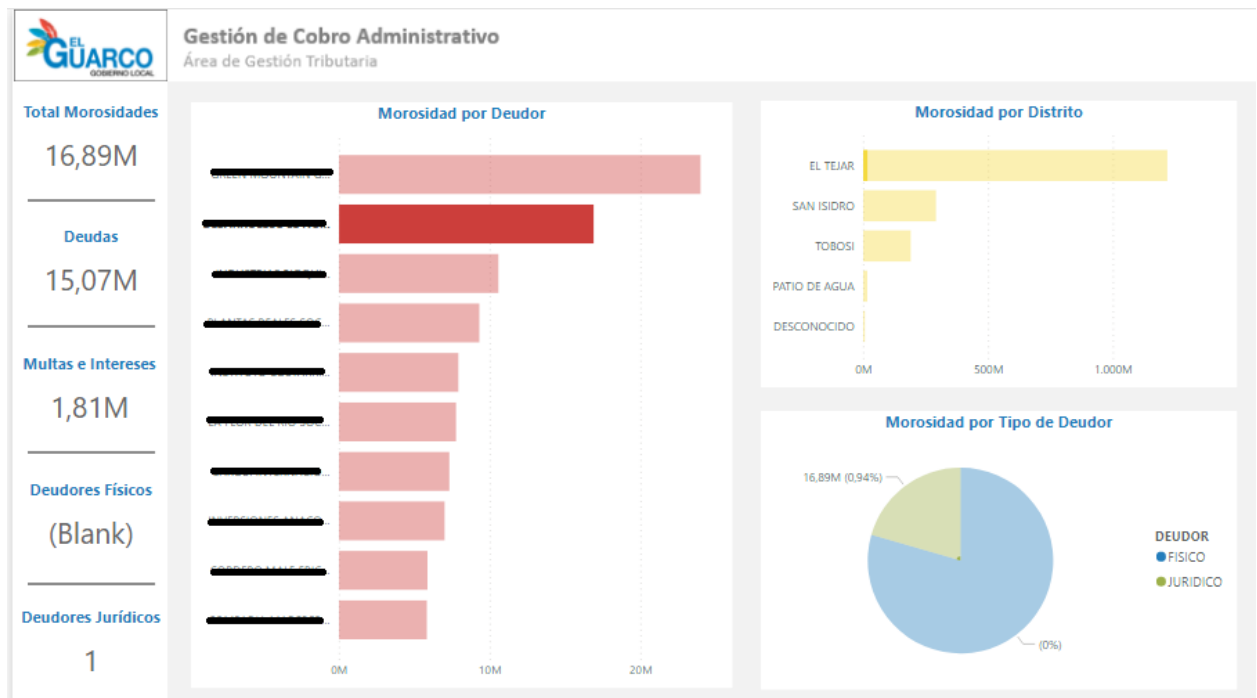 EL
GUARCO
GOBIERNO LOCAL
Gestión de Cobro Administrativo
Área de Gestión Tributaria
Total Morosidades
16,89M
Deudas
15,07M
Multas e Intereses
1,81M
Deudores Físicos
(Blank)
Deudores Jurídicos
1
Morosidad por Deudor
0M
10M
20M
Morosidad por Distrito
EL TEJAR
SAN ISIDRO
TOBOSI
PATIO DE AGUA
DESCONOCIDO
0M
500M
1.000M
Morosidad por Tipo de Deudor
16,89M (0,94%)
(0%)
DEUDOR
FISICO
JURIDICO